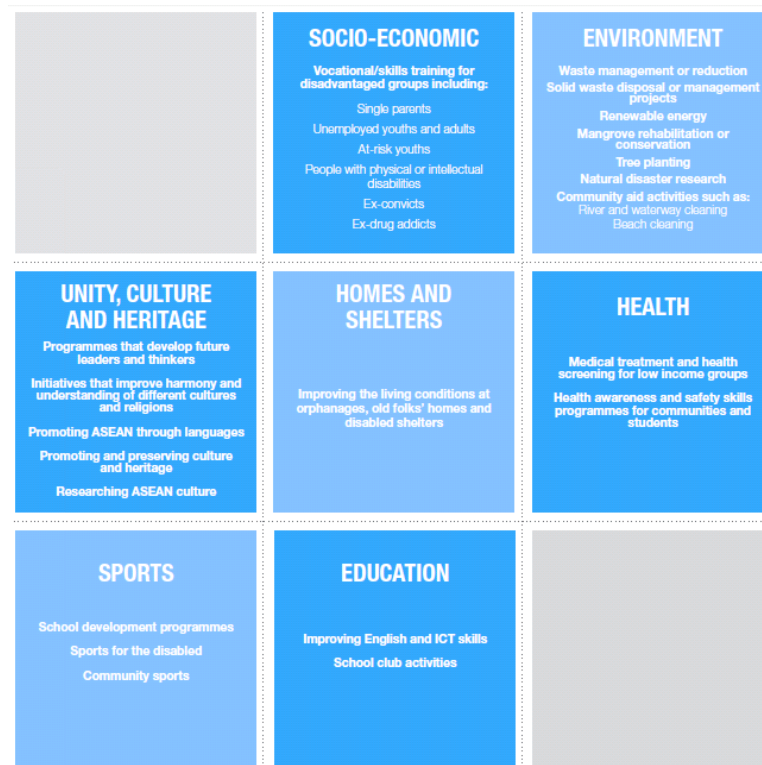 SOCIO-ECONOMIC
Vocational/skills training for
disadvantaged groups including:
Single parents
Unemployed youths and adults
At-risk youths
People with physical or intellectual
disabilities
Ex-convicts
Ex-drug addicts
ENVIRONMENT
Waste management or reduction
Solid waste disposal or management
projects
Renewable energy
Mangrove rehabilitation or
conservation
Tree planting
Natural disaster research
Community aid activities such as:
River and waterway cleaning
Beach cleaning
UNITY, CULTURE
AND HERITAGE
Programmes that develop future
leaders and thinkers
Initiatives that improve harmony and
understanding of different cultures
and religions
Promoting ASEAN through languages
Promoting and preserving culture
and heritage
Researching ASEAN culture
HOMES AND
SHELTERS
Improving the living conditions at
orphanages, old folks' homes and
disabled shelters
HEALTH
Medical treatment and health
screening for low income groups
Health awareness and safety skills
programmes for communities and
students
SPORTS
School development programmes
Sports for the disabled
Community sports
EDUCATION
Improving English and ICT skills
School club activities